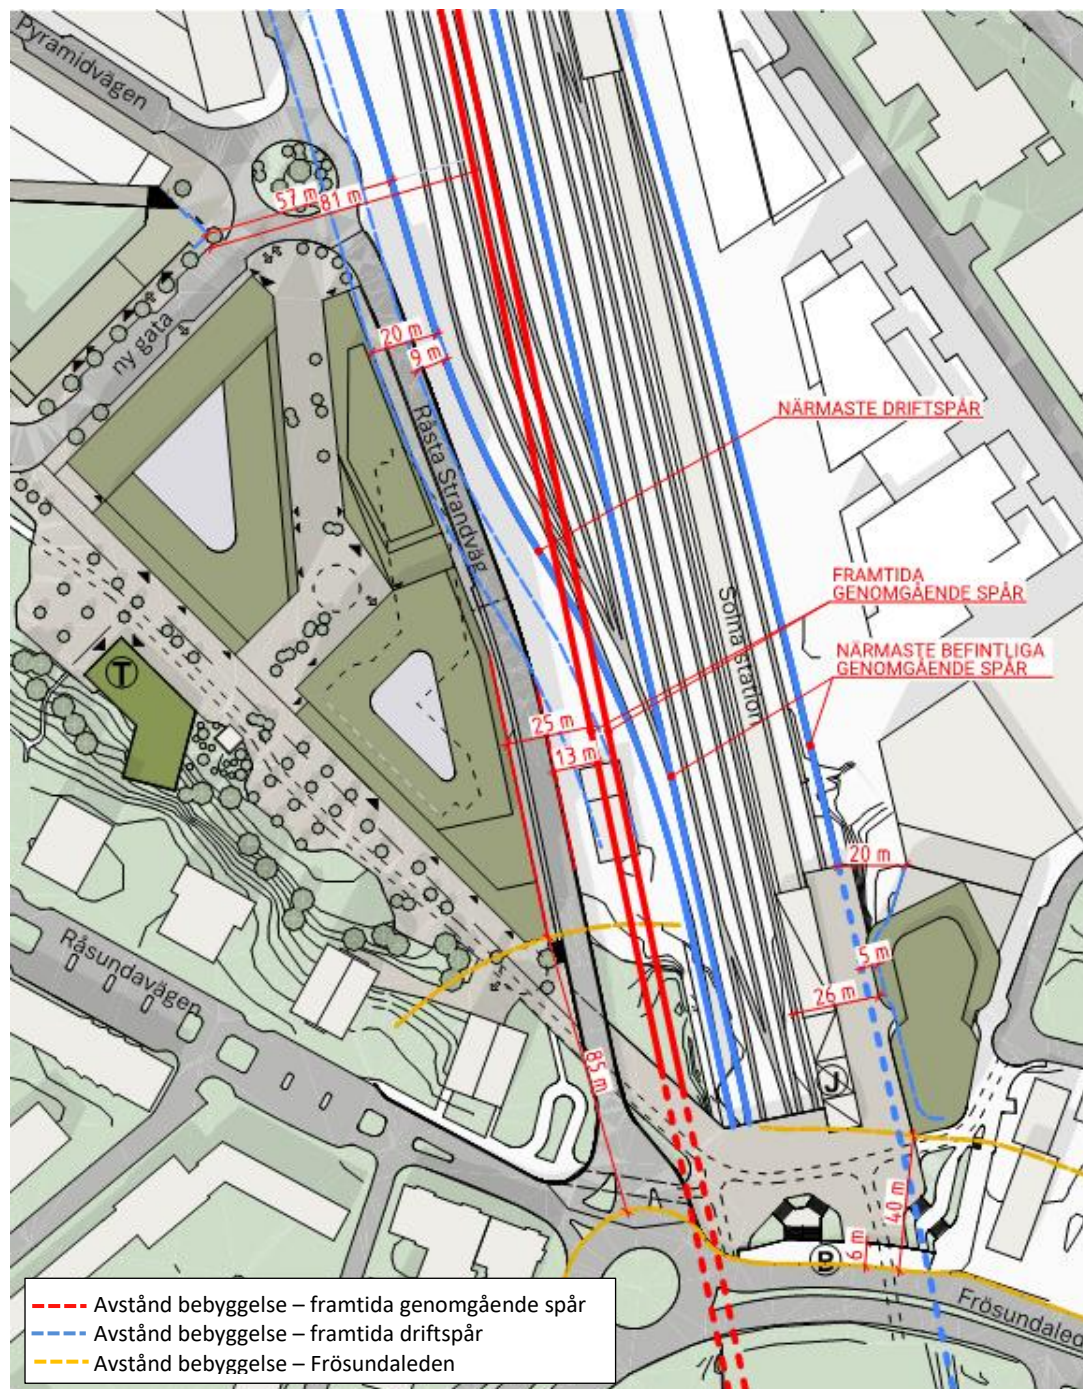 Pyramidvägen
57 m
81 m
ny gata
20 m
9 m
Råsta Strandväg
NÄRMASTE DRIFTSPÅR
FRAMTIDA
GENOMGÅENDE SPÅR
Solna station
NÄRMASTE BEFINTLIGA
GENOMGÅENDE SPÅR
T
25 m
13 m
20 m
5 m
26 m
Råsundavägen
85 m
J
40 m
6 m
B
Frösundaled
Avstånd bebyggelse – framtida genomgående spår
Avstånd bebyggelse – framtida driftspår
Avstånd bebyggelse – Frösundaleden